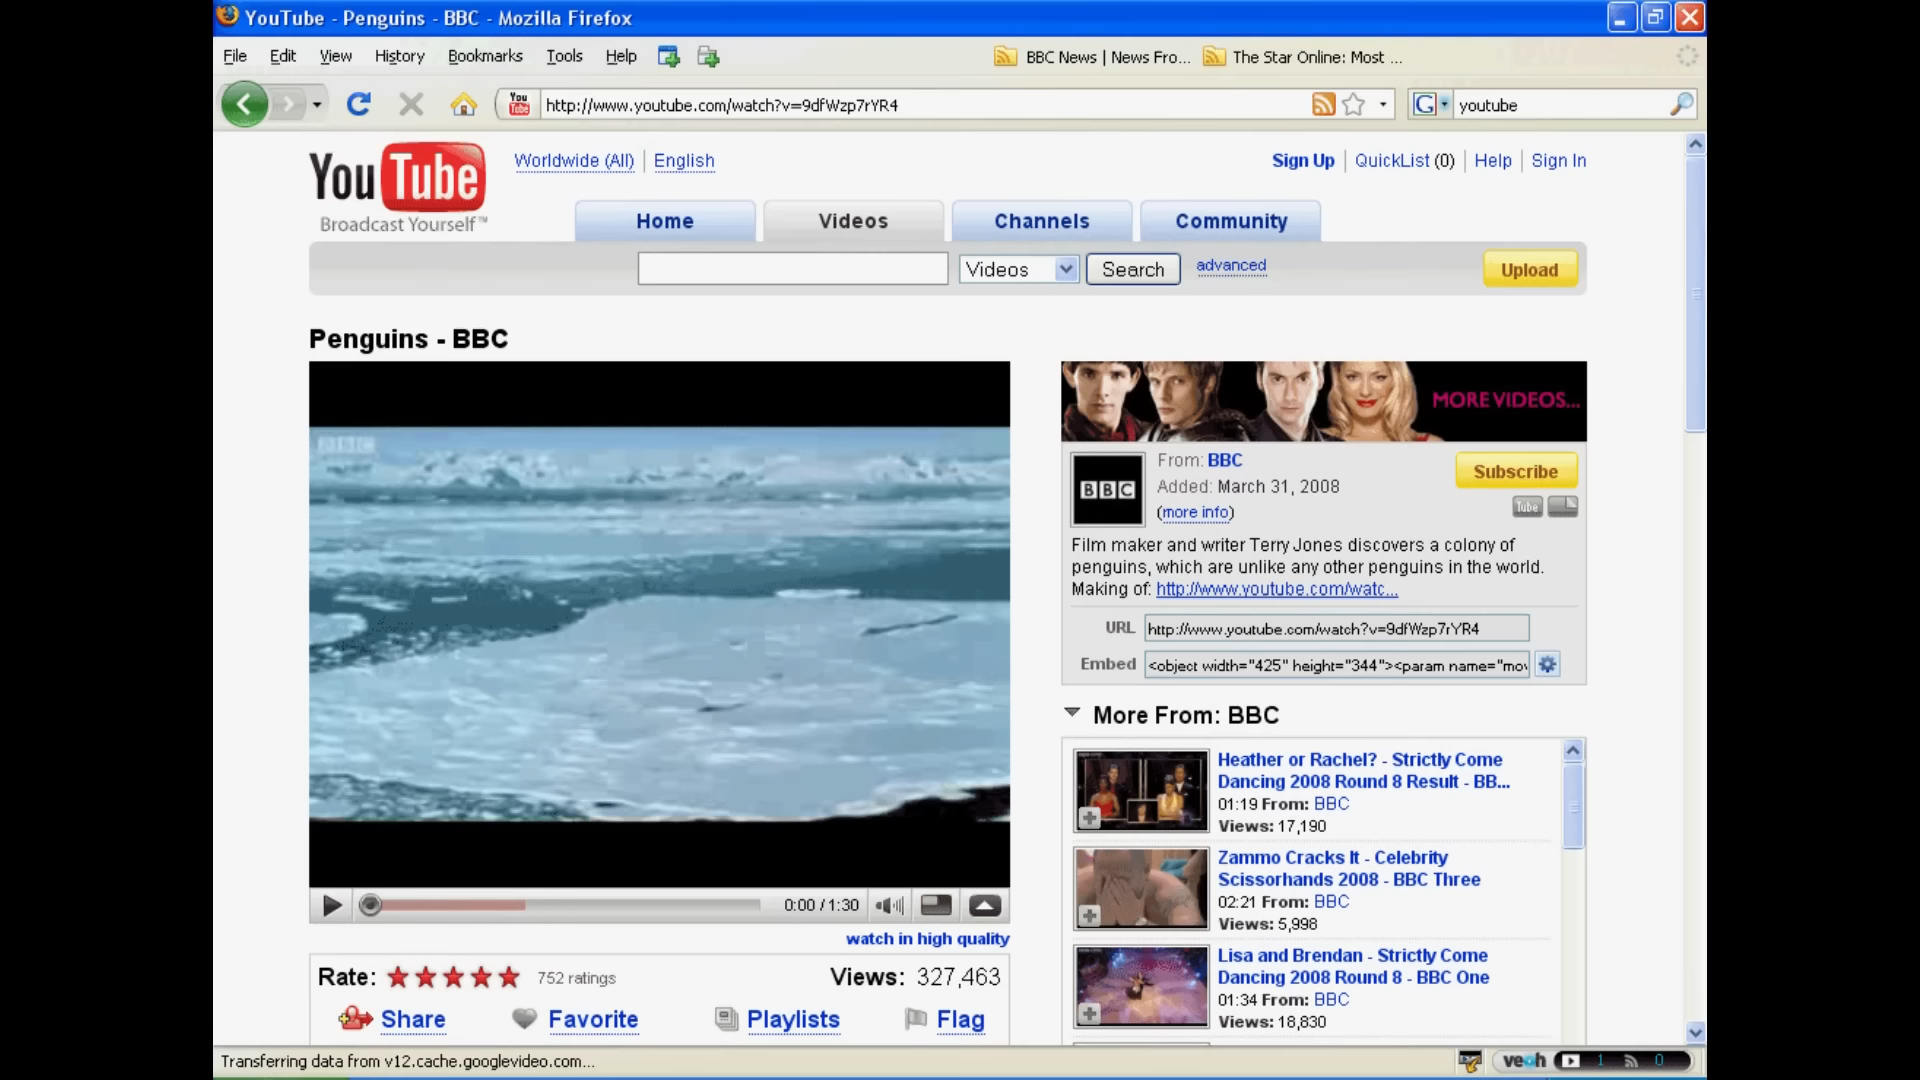 YouTube - Penguins - BBC - Mozilla Firefox
File Edit View History Bookmarks Tools Help
BBC News | News Fro... The Star Online: Most ...
You Tube http://www.youtube.com/watch?v=9dfWzp7rYR4 G youtube
YouTube
Broadcast Yourself™
Worldwide (All) English
Sign Up QuickList (0) Help Sign In
Home Videos Channels Community
Videos Search advanced Upload
Penguins - BBC
MORE VIDEOS...
BBC
From: BBC
Added: March 31, 2008
(more info)
Subscribe
Tube
Film maker and writer Terry Jones discovers a colony of
penguins, which are unlike any other penguins in the world.
Making of: http://www.youtube.com/watc...
URL http://www.youtube.com/watch?v=9dfWzp7rYR4
Embed <object width="425" height="344"><param name="mov
0:00 / 1:30
watch in high quality
Rate: 752 ratings Views: 327,463
Share Favorite Playlists Flag
More From: BBC
Heather or Rachel? - Strictly Come
Dancing 2008 Round 8 Result - BB...
01:19 From: BBC
Views: 17,190
Zammo Cracks It - Celebrity
Scissorhands 2008 - BBC Three
02:21 From: BBC
Views: 5,998
Lisa and Brendan - Strictly Come
Dancing 2008 Round 8 - BBC One
01:34 From: BBC
Views: 18,830
Transferring data from v12.cache.googlevideo.com...
veoh 1 0